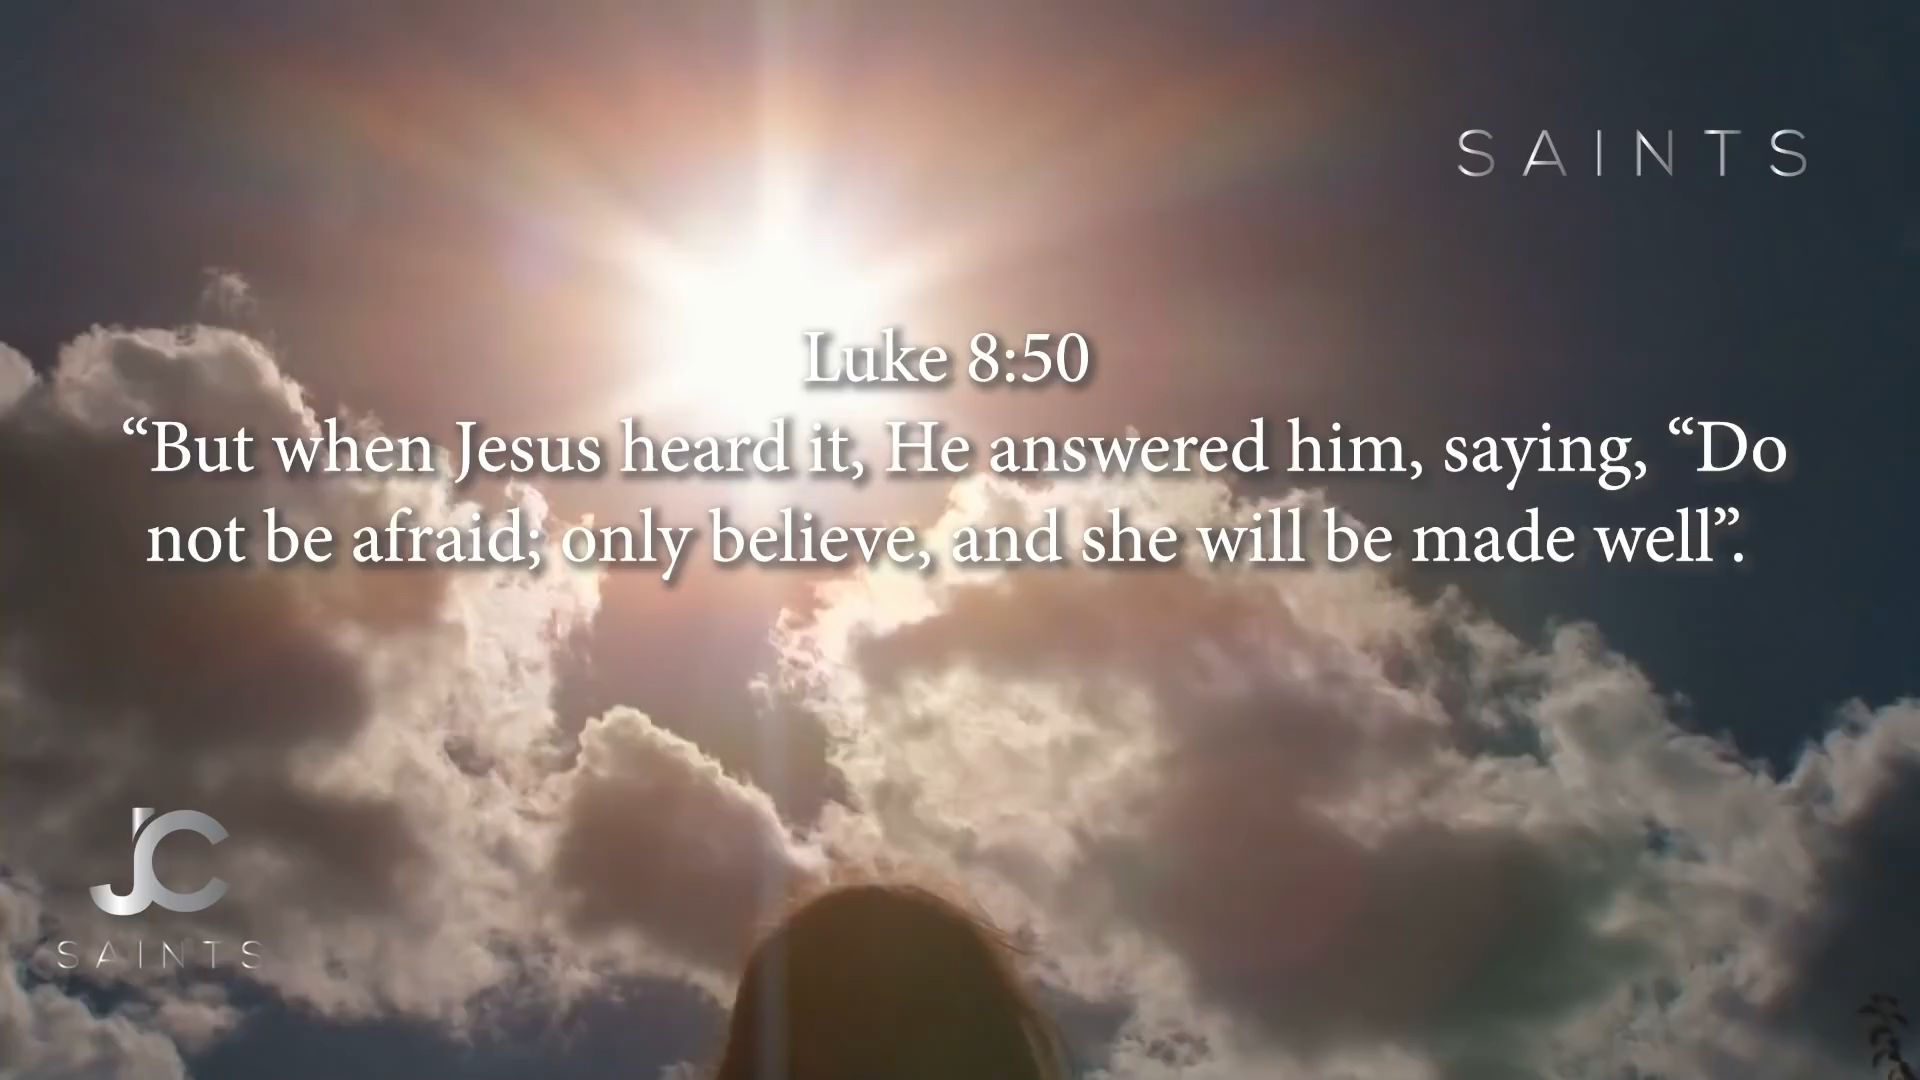 SAINTS
Luke 8:50
“But when Jesus heard it, He answered him, saying, “Do
not be afraid; only believe, and she will be made well”.
JC
SAINTS